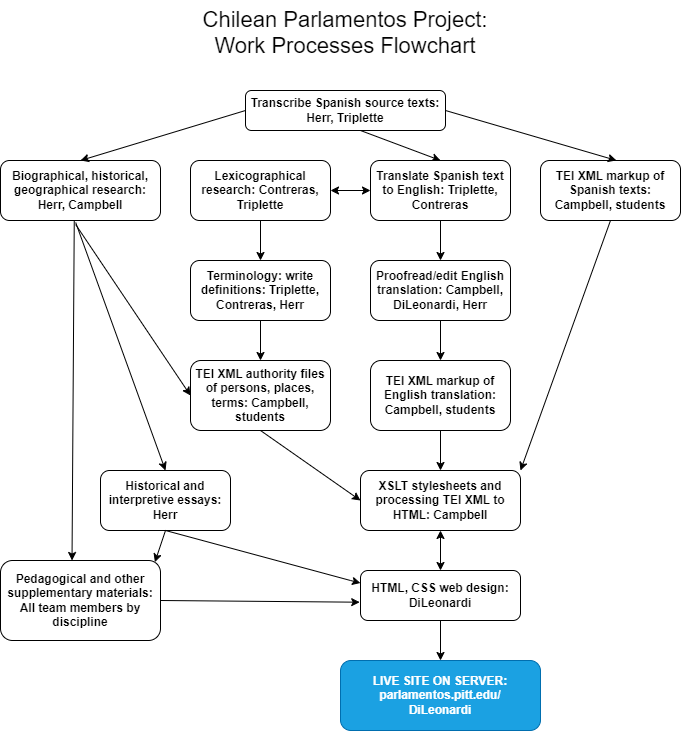 Chilean Parlamentos Project:
Work Processes Flowchart
Transcribe Spanish source texts:
Herr, Triplette
Biographical, historical,
geographical research:
Herr, Campbell
Lexicographical
research: Contreras,
Triplette
Translate Spanish text
to English: Triplette,
Contreras
TEI XML markup of
Spanish texts:
Campbell, students
Terminology: write
definitions: Triplette,
Contreras, Herr
Proofread/edit English
translation: Campbell,
DiLeonardi, Herr
TEI XML authority files
of persons, places,
terms: Campbell,
students
TEI XML markup of
English translation:
Campbell, students
Historical and
interpretive essays:
Herr
XSLT stylesheets and
processing TEI XML to
HTML: Campbell
Pedagogical and other
supplementary materials:
All team members by
discipline
HTML, CSS web design:
DiLeonardi
LIVE SITE ON SERVER:
parlamentos.pitt.edu/
DiLeonardi